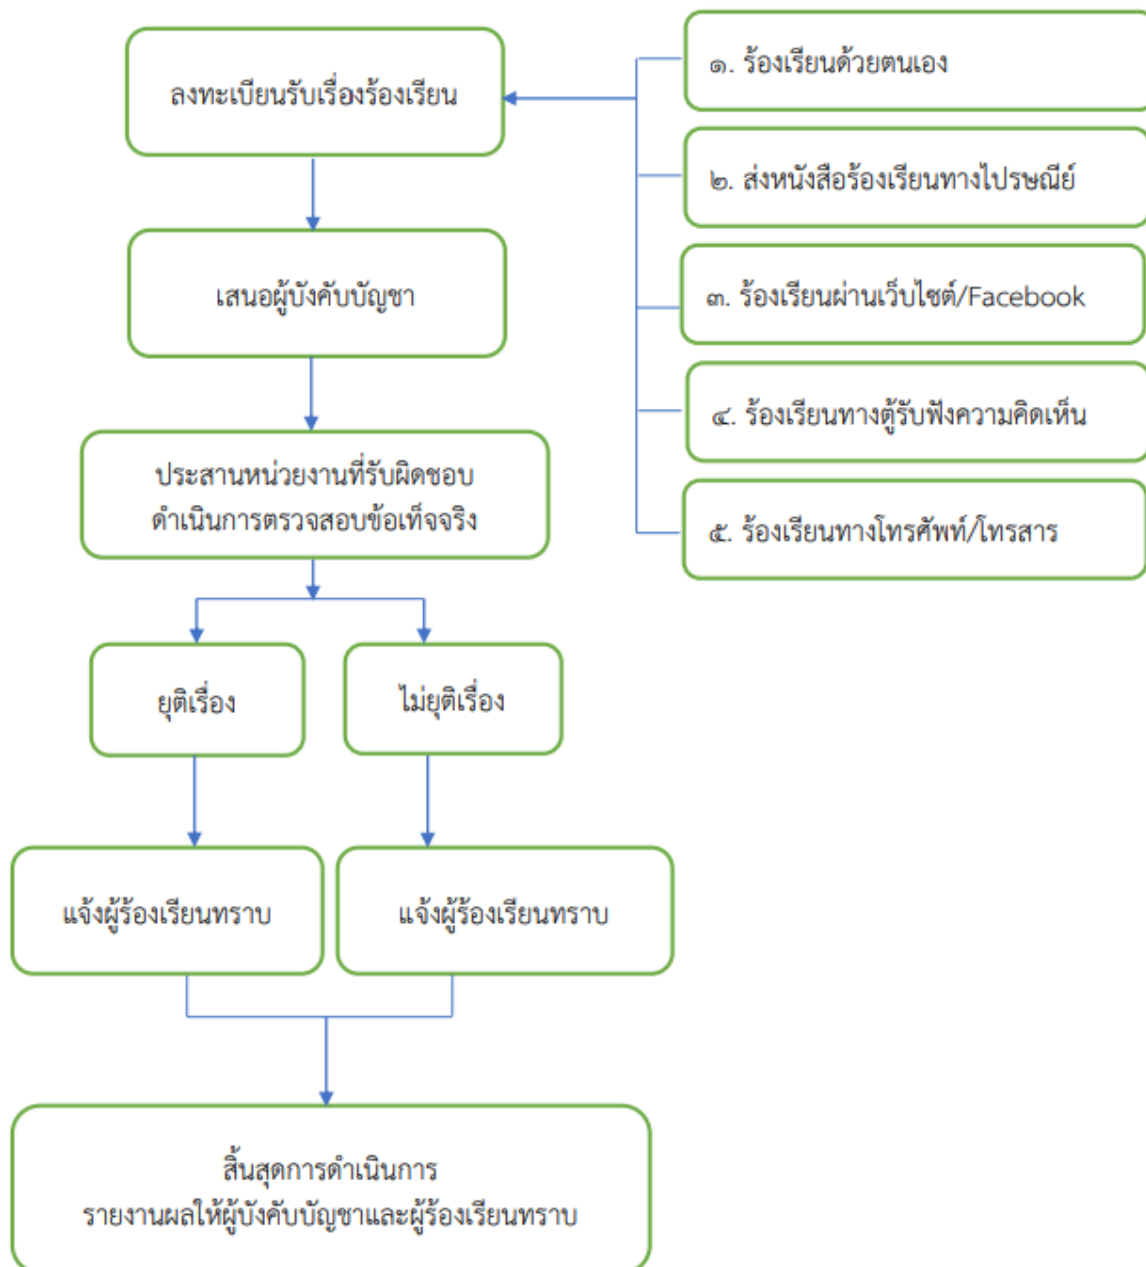 ลงทะเบียนรับเรื่องร้องเรียน
๑. ร้องเรียนด้วยตนเอง
๒. ส่งหนังสือร้องเรียนทางไปรษณีย์
๓. ร้องเรียนผ่านเว็บไซต์/Facebook
๔. ร้องเรียนทางตู้รับฟังความคิดเห็น
๕. ร้องเรียนทางโทรศัพท์/โทรสาร
เสนอผู้บังคับบัญชา
ประสานหน่วยงานที่รับผิดชอบ
ดำเนินการตรวจสอบข้อเท็จจริง
ยุติเรื่อง
ไม่ยุติเรื่อง
แจ้งผู้ร้องเรียนทราบ
แจ้งผู้ร้องเรียนทราบ
สิ้นสุดการดำเนินการ
รายงานผลให้ผู้บังคับบัญชาและผู้ร้องเรียนทราบ